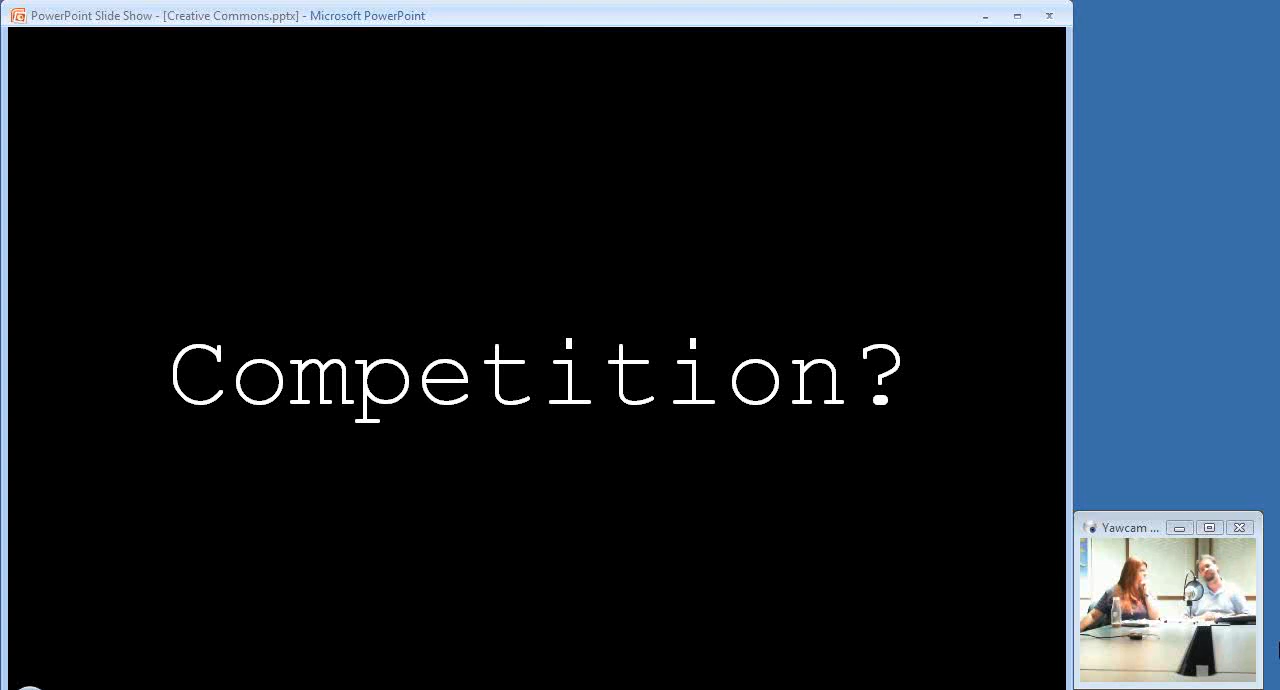 PowerPoint Slide Show - [Creative Commons.pptx] - Microsoft PowerPoint
Competition?
Yawcam ...